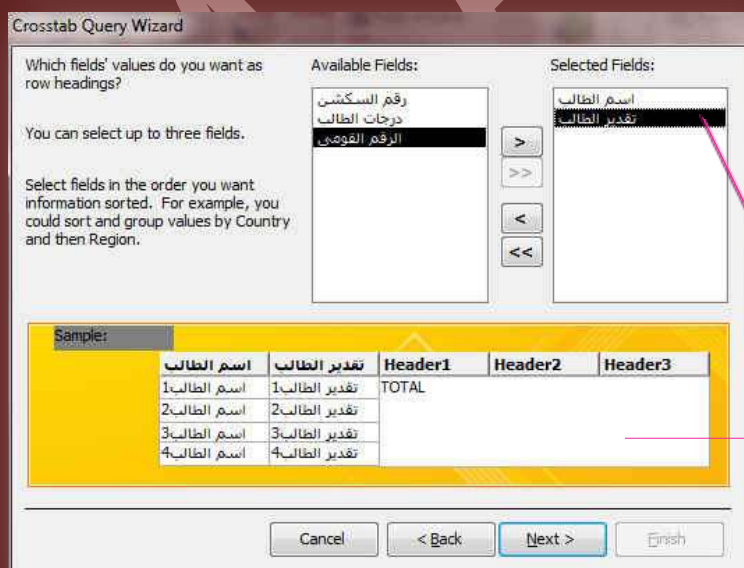 Crosstab Query Wizard
Which fields' values do you want as
row headings?
You can select up to three fields.
Select fields in the order you want
information sorted. For example, you
could sort and group values by Country
and then Region.
Available Fields:
رقم السكشن
درجات الطالب
الرقم القومى
>
>>
<
<<
Selected Fields:
اسم الطالب
تقدير الطالب
Sample:
اسم الطالب تقدير الطالب Header1 Header2 Header3
اسم الطالب1 تقدير الطالب1 TOTAL
اسم الطالب2 تقدير الطالب2
اسم الطالب3 تقدير الطالب3
اسم الطالب4 تقدير الطالب4
Cancel < Back Next > Finish